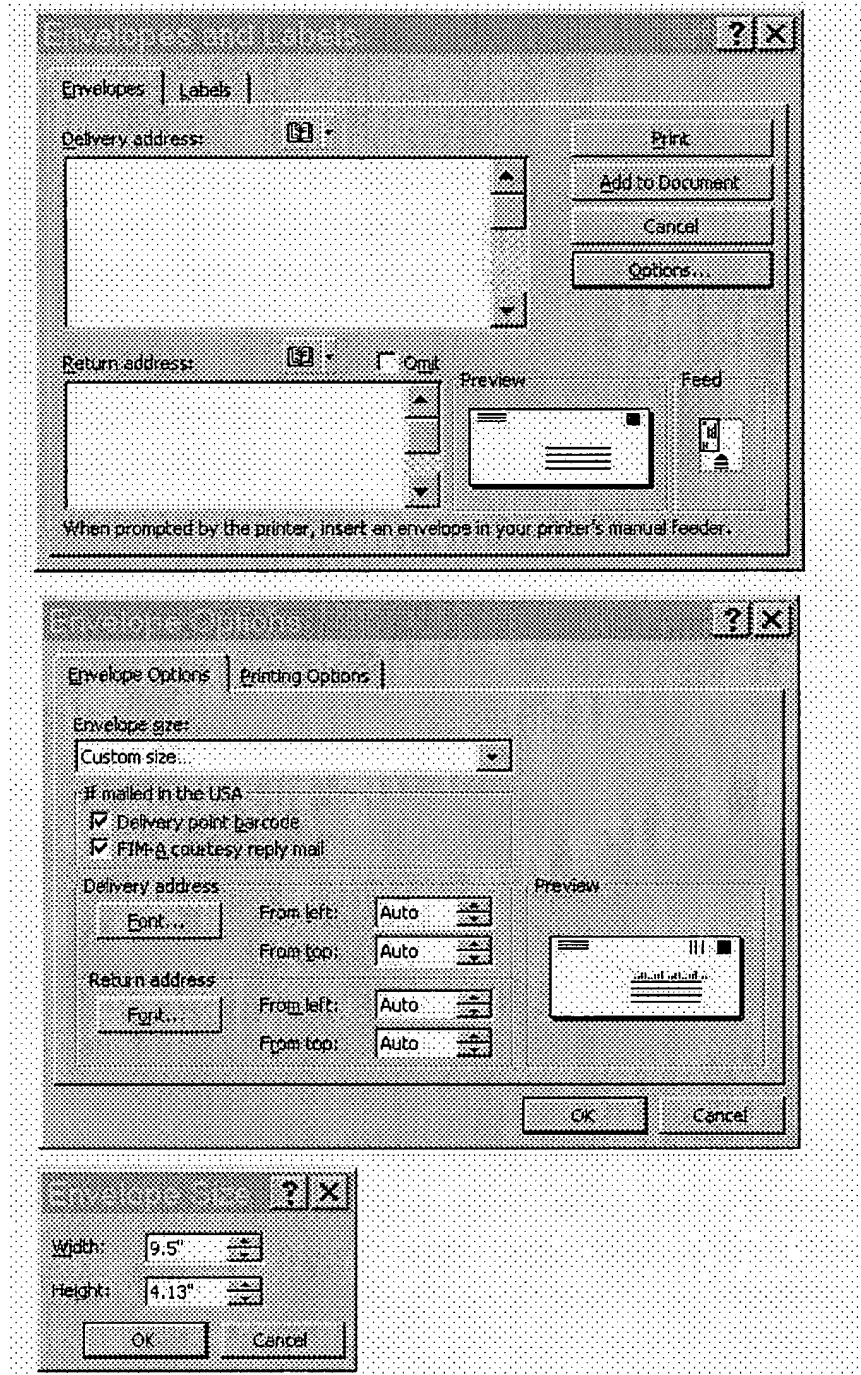 Envelopes and Labels
Envelopes Labels
Delivery address:
Print
Add to Document
Cancel
Options...
Return address: Omit
Preview
Feed
When prompted by the printer, insert an envelope in your printer's manual feeder.
Envelope Options
Envelope Options Printing Options
Envelope size:
Custom size...
If mailed in the USA
Delivery point barcode
FIM-A courtesy reply mail
Delivery address
Preview
Font... From left: Auto
From top: Auto
Return address
Font... From left: Auto
From top: Auto
OK Cancel
Envelope Size
Width: 9.5"
Height: 4.13"
OK Cancel